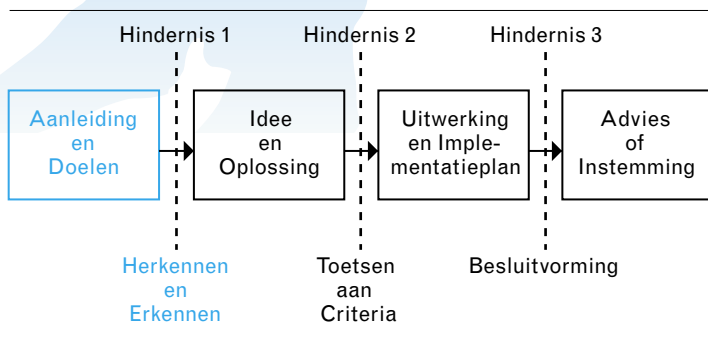 Hindernis 1
Hindernis 2
Hindernis 3
Aanleiding
en
Doelen
Idee
en
Oplossing
Uitwerking
en Imple-
mentatieplan
Advies
of
Instemming
Herkennen
en
Erkennen
Toetsen
aan
Criteria
Besluitvorming